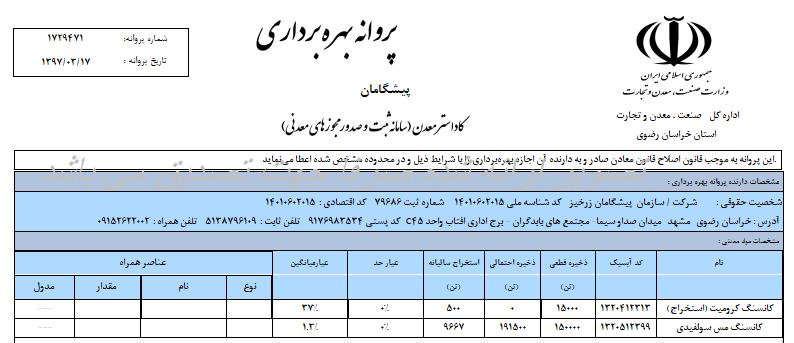 شماره پروانه: ۱۷۲۹۴۷۱
تاریخ پروانه : ۱۳۹۷/۰۳/۱۷
پروانه بهره برداری
پیشگامان
کاداستر معدن (سامانه ثبت و صدور مجوزهای معدنی)
جمهوری اسلامی ایران
وزارت صنعت، معدن و تجارت
اداره کل صنعت ، معدن و تجارت
استان خراسان رضوی
این پروانه به موجب قانون اصلاح قانون معادن صادر و به دارنده آن اجازه بهره‌برداری را با شرایط ذیل و در محدوده مشخص شده اعطا می‌نماید.
مشخصات دارنده پروانه بهره برداری :
شخصیت حقوقی : شرکت / سازمان پیشگامان زرخیز کد شناسه ملی ۱۴۰۱۰۶۰۲۰۱۵ شماره ثبت ۷۹۶۸۶ کد اقتصادی : ۱۴۰۱۰۶۰۲۰۱۵
آدرس : خراسان رضوی مشهد میدان صداو سیما- مجتمع های بابدگران - برج اداری افتاب واحد C۴۵ کد پستی ۹۱۷۶۹۸۳۵۳۴ تلفن ثابت : ۵۱۳۸۷۹۶۱۰۹ تلفن همراه : ۰۹۱۵۲۶۲۲۰۰۲
مشخصات مواد معدنی :
نام کد آیسیک ذخیره قطعی (تن) ذخیره احتمالی (تن) استخراج سالیانه (تن) عیار حد عیارمیانگین عناصر همراه
نوع نام مقدار مدول
کانسنگ کرومیت (استخراج) ۱۳۲۰۴۱۲۳۱۳ ۱۵۰۰۰ ۰ ۵۰۰ ۰% ۳۷% ---
کانسنگ مس سولفیدی ۱۳۲۰۵۱۲۳۹۹ ۱۵۰۰۰۰ ۱۹۱۵۰۰ ۹۶۶۷ ۰% ۱.۳% ---